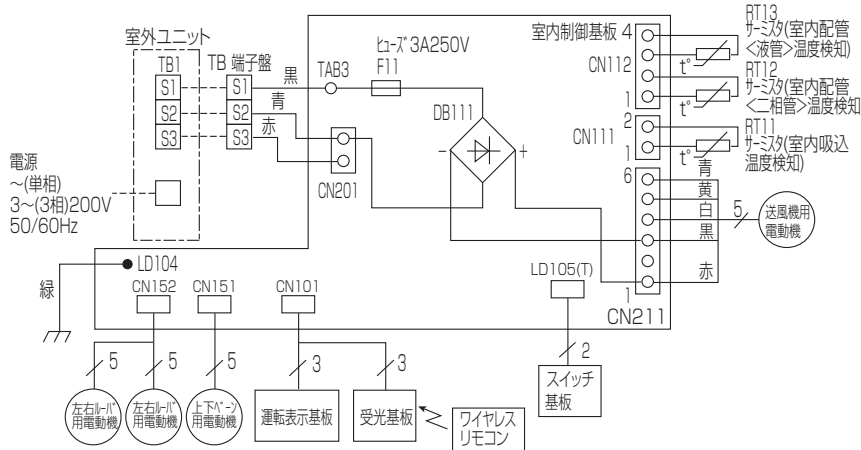 室外ユニット
TB1
TB 端子盤
S1
S1
S2
S2
S3
S3
黒
青
赤
TAB3
ヒューズ 3A250V
F11
DB111
-
+
CN201
室内制御基板
4
CN112
1
2
CN111
1
6
1
CN211
RT13
サーミスタ(室内配管
<液管>温度検知)
t°
RT12
サーミスタ(室内配管
<二相管>温度検知
t°
RT11
サーミスタ(室内吸込
温度検知)
t°
青
黄
白
黒
赤
5
送風機用
電動機
電源
~(単相)
3~(3相)200V
50/60Hz
LD104
緑
CN152
CN151
CN101
LD105(T)
5
5
5
3
3
2
左右ルーバ
用電動機
左右ルーバ
用電動機
上下ベーン
用電動機
運転表示基板
受光基板
ワイヤレス
リモコン
スイッチ
基板